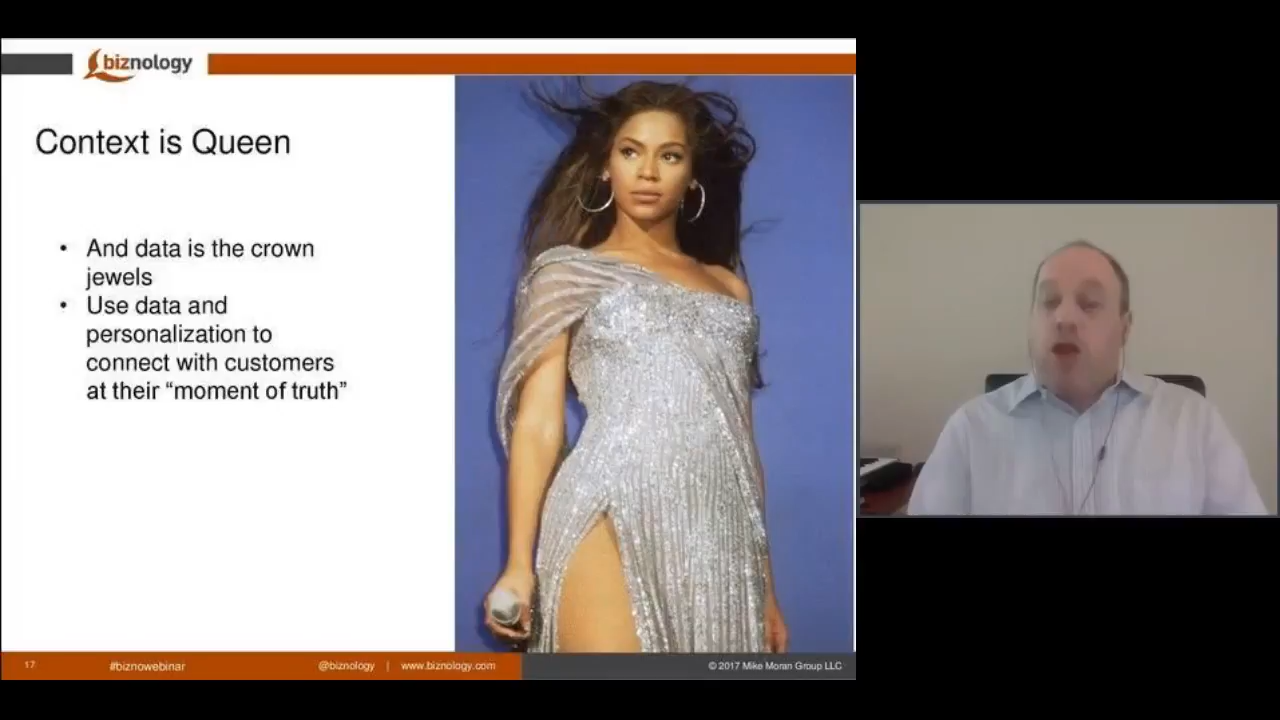 biznology
Context is Queen
• And data is the crown
jewels
• Use data and
personalization to
connect with customers
at their “moment of truth”
17
#biznowebinar
@biznology | www.biznology.com
© 2017 Mike Moran Group LLC